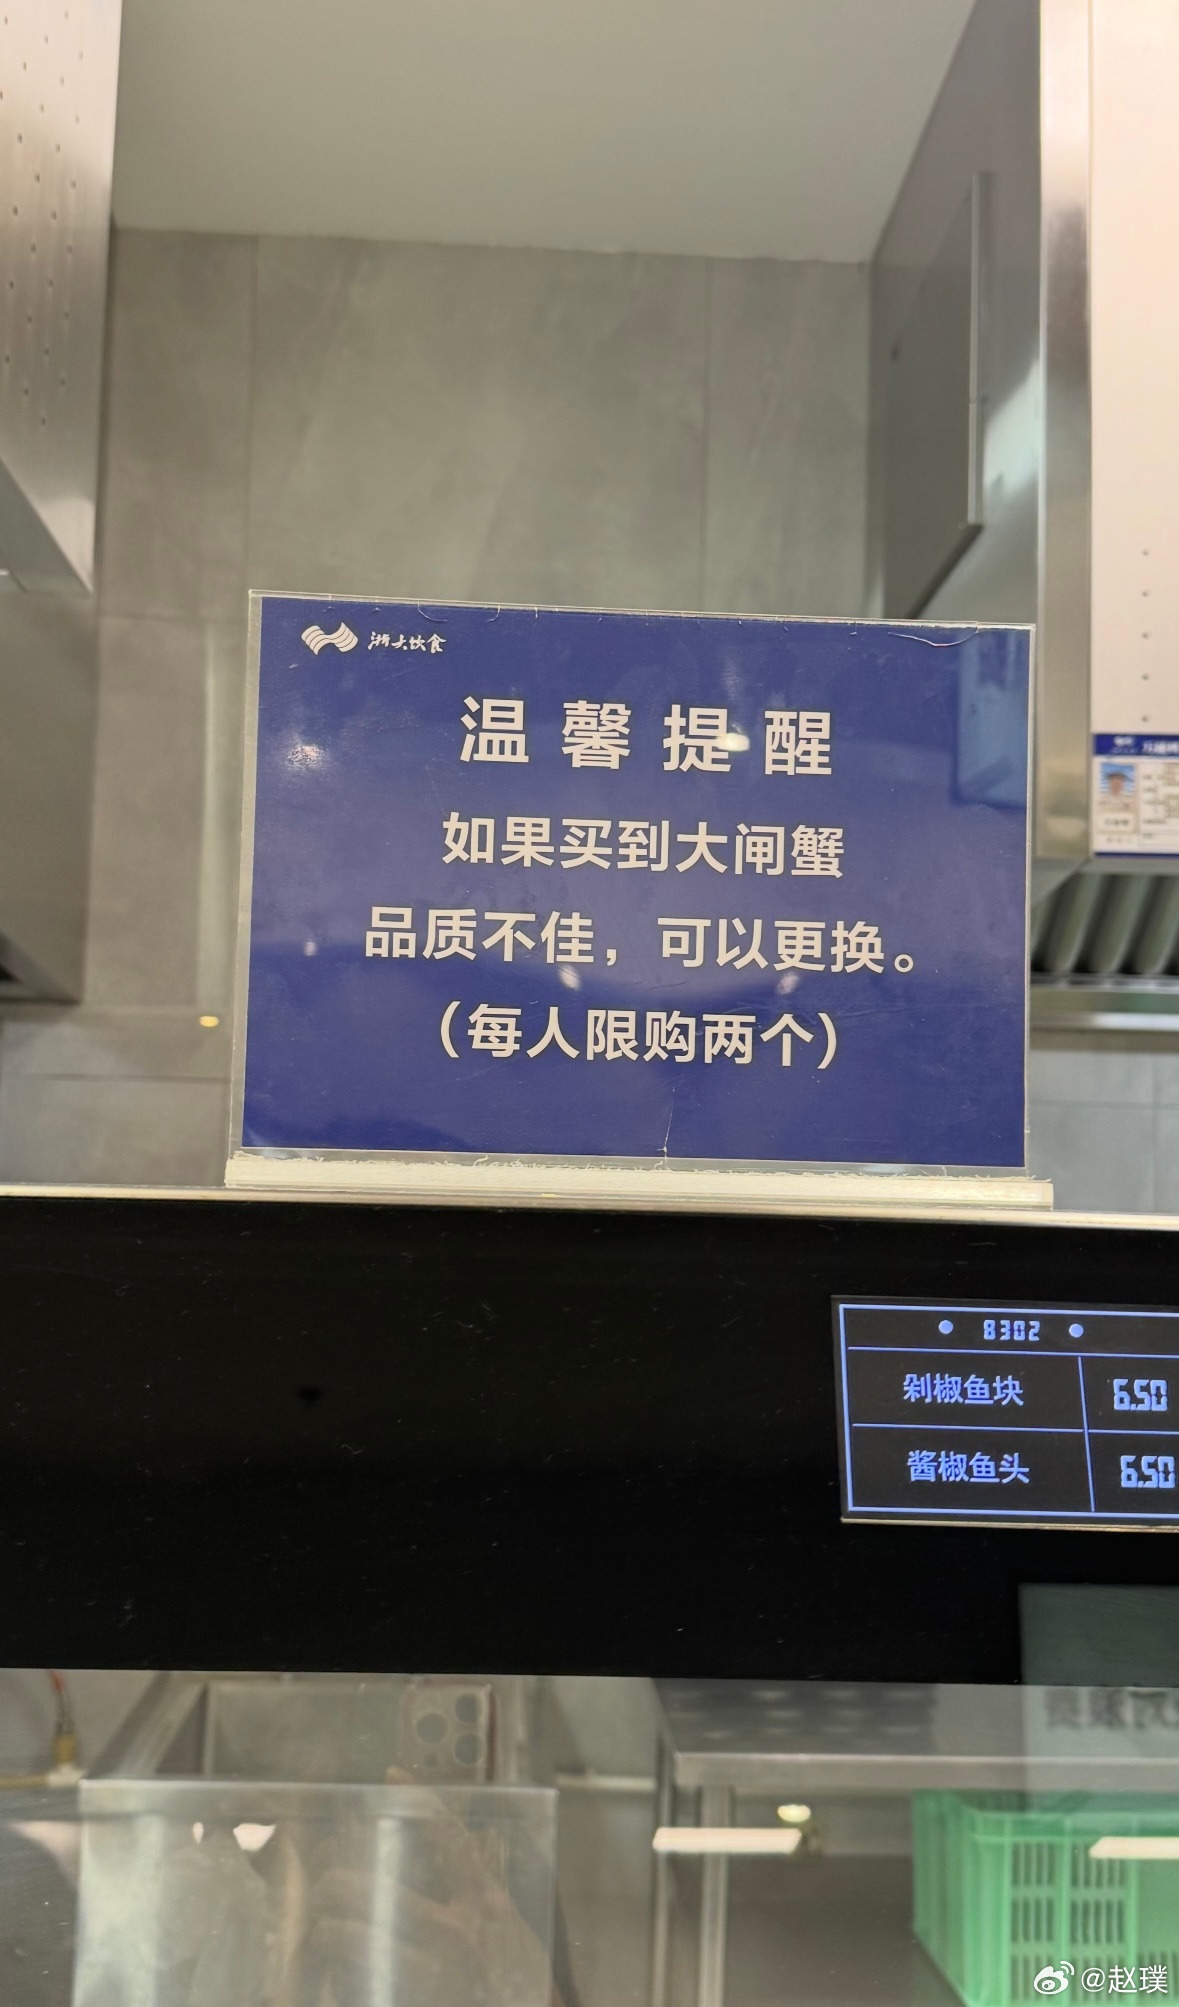 浙大饮食
温馨提醒
如果买到大闸蟹
品质不佳，可以更换。
（每人限购两个）
8302
剁椒鱼块 6.50
酱椒鱼头 6.50
@赵璞